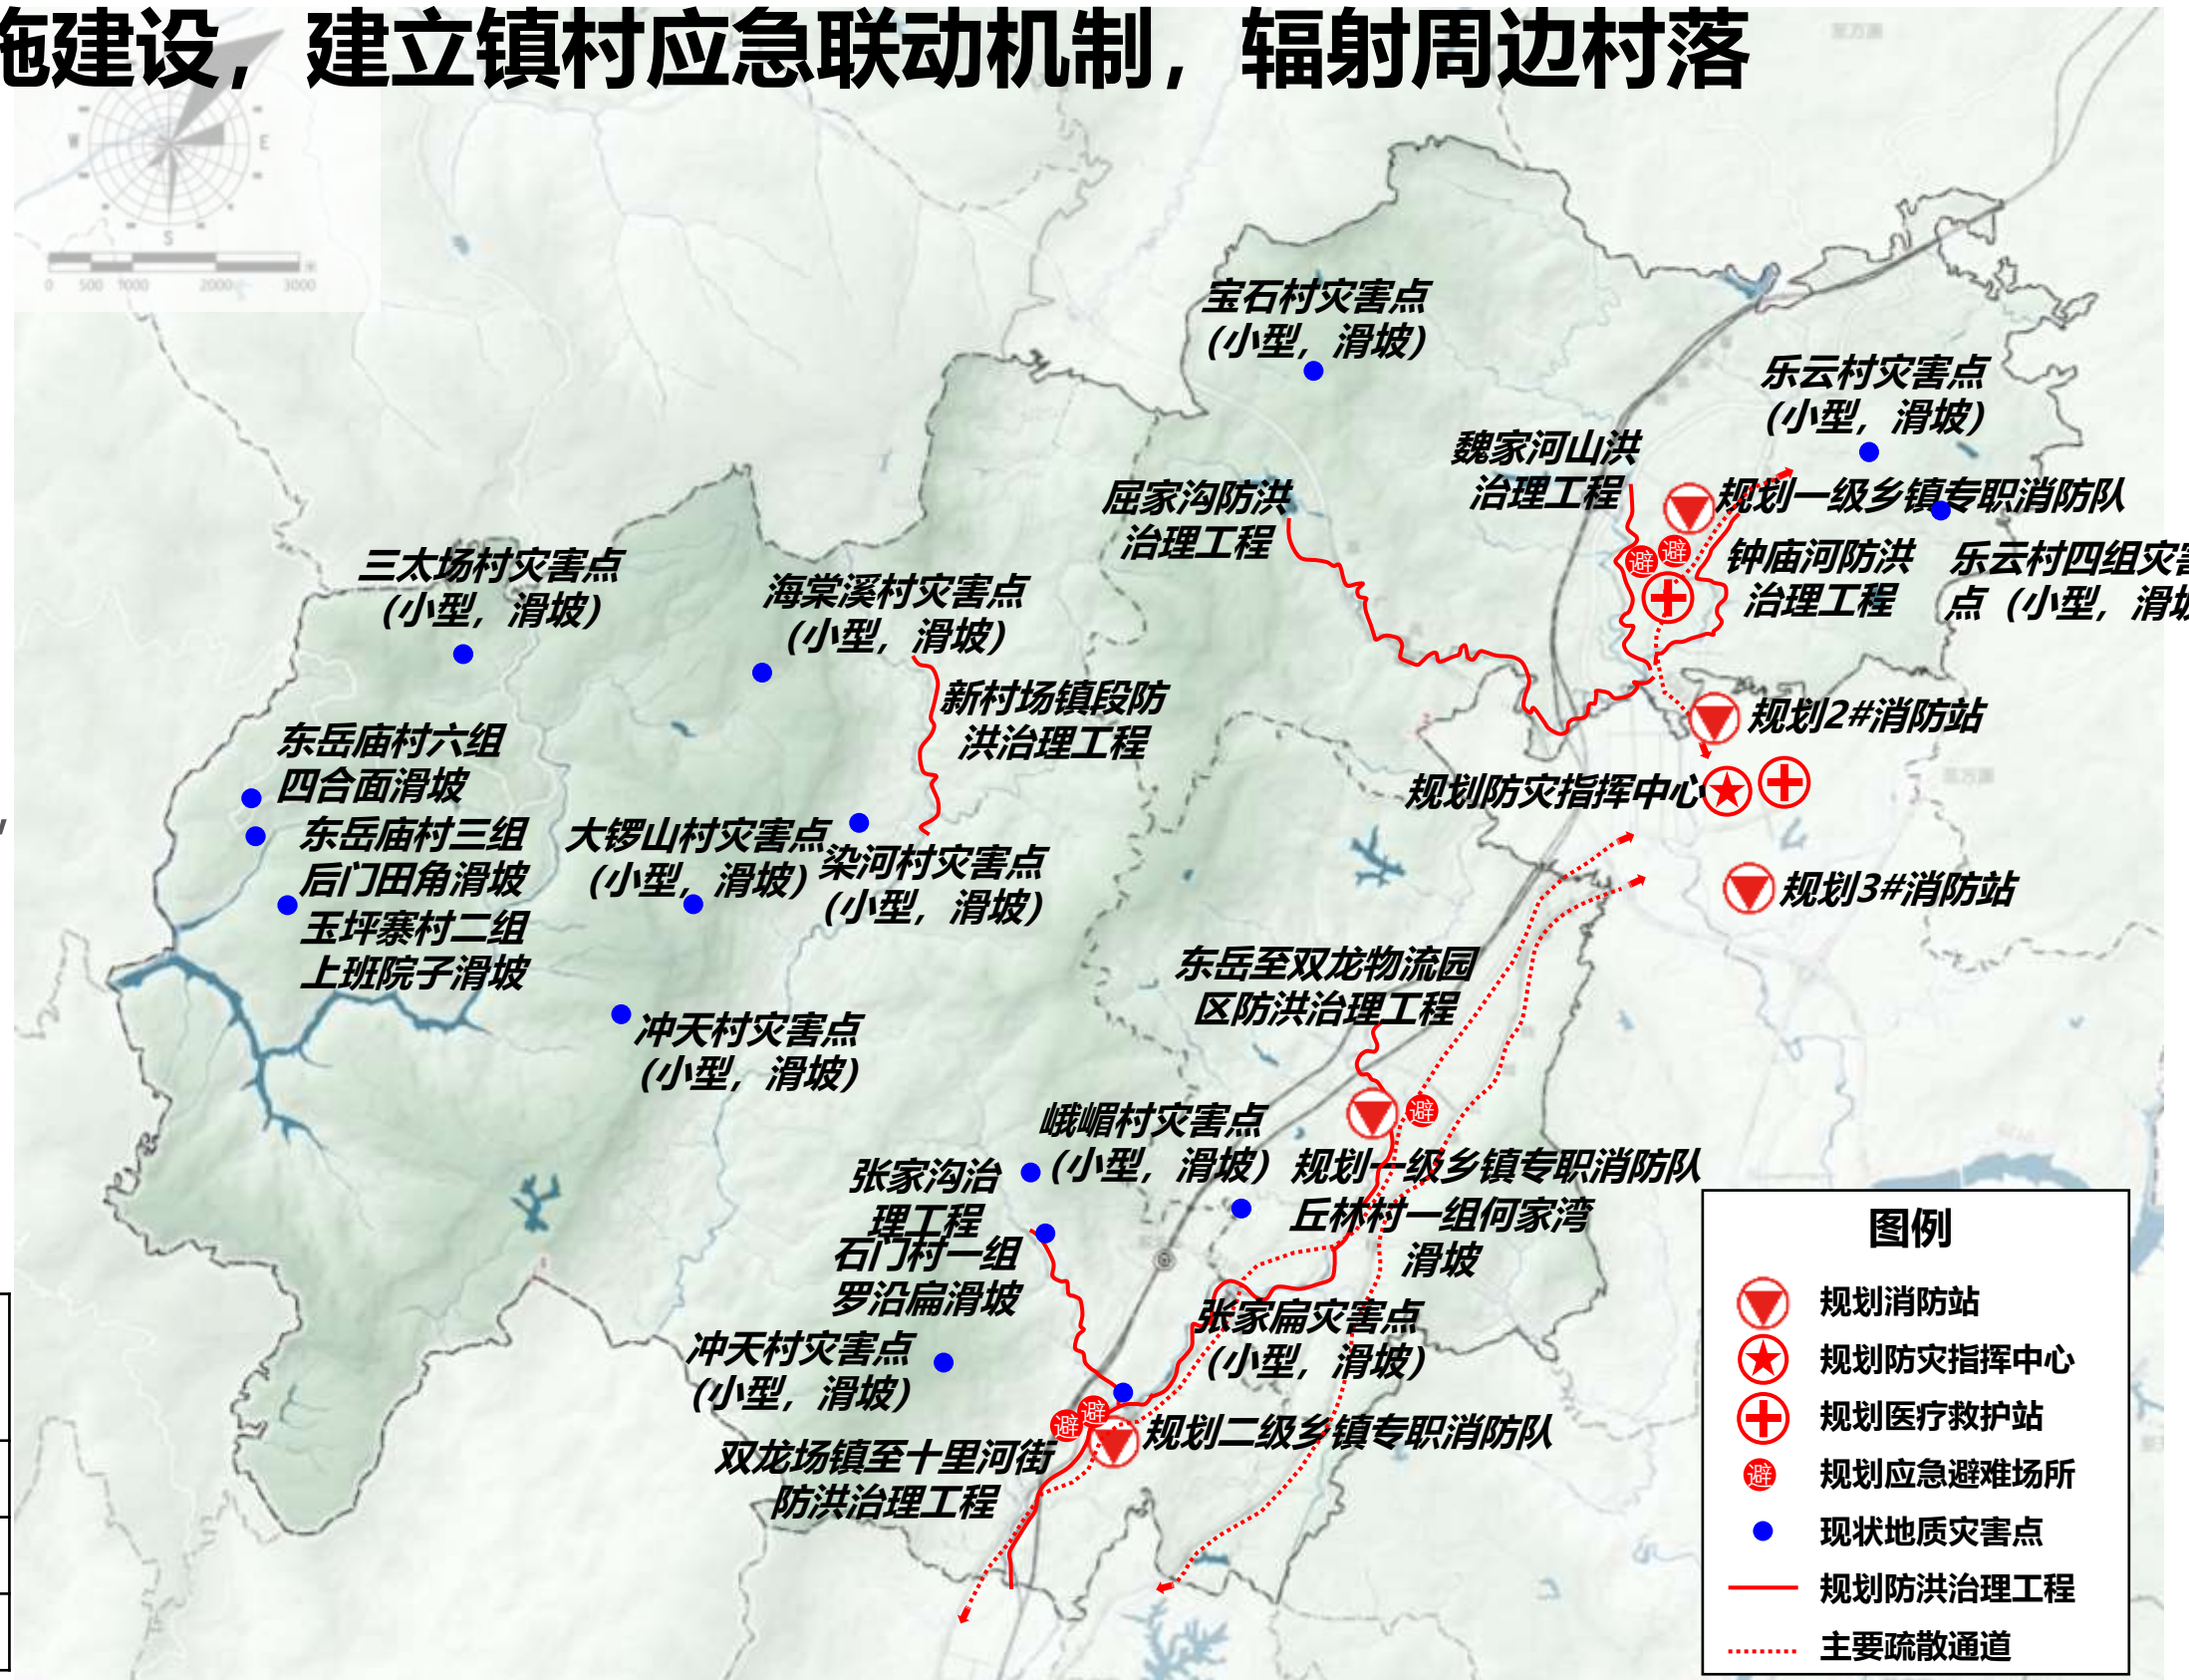 施建设，建立镇村应急联动机制，辐射周边村落
W
E
S
0 500 1000 2000 3000
宝石村灾害点
(小型，滑坡)
乐云村灾害点
(小型，滑坡)
魏家河山洪
治理工程
屈家沟防洪
治理工程
规划一级乡镇专职消防队
钟庙河防洪
治理工程
乐云村四组灾害
点（小型，滑坡
三太场村灾害点
(小型，滑坡)
海棠溪村灾害点
(小型，滑坡)
新村场镇段防
洪治理工程
规划2#消防站
规划防灾指挥中心
规划3#消防站
东岳庙村六组
四合面滑坡
东岳庙村三组
后门田角滑坡
玉坪寨村二组
上班院子滑坡
大锣山村灾害点
(小型，滑坡)
染河村灾害点
(小型，滑坡)
东岳至双龙物流园
区防洪治理工程
冲天村灾害点
(小型，滑坡)
峨嵋村灾害点
(小型，滑坡)
规划一级乡镇专职消防队
张家沟治
理工程
丘林村一组何家湾
滑坡
石门村一组
罗沿扁滑坡
张家扁灾害点
(小型，滑坡)
冲天村灾害点
(小型，滑坡)
规划二级乡镇专职消防队
双龙场镇至十里河街
防洪治理工程
避
避
避
避
避
图例
规划消防站
规划防灾指挥中心
规划医疗救护站
避 规划应急避难场所
现状地质灾害点
规划防洪治理工程
主要疏散通道